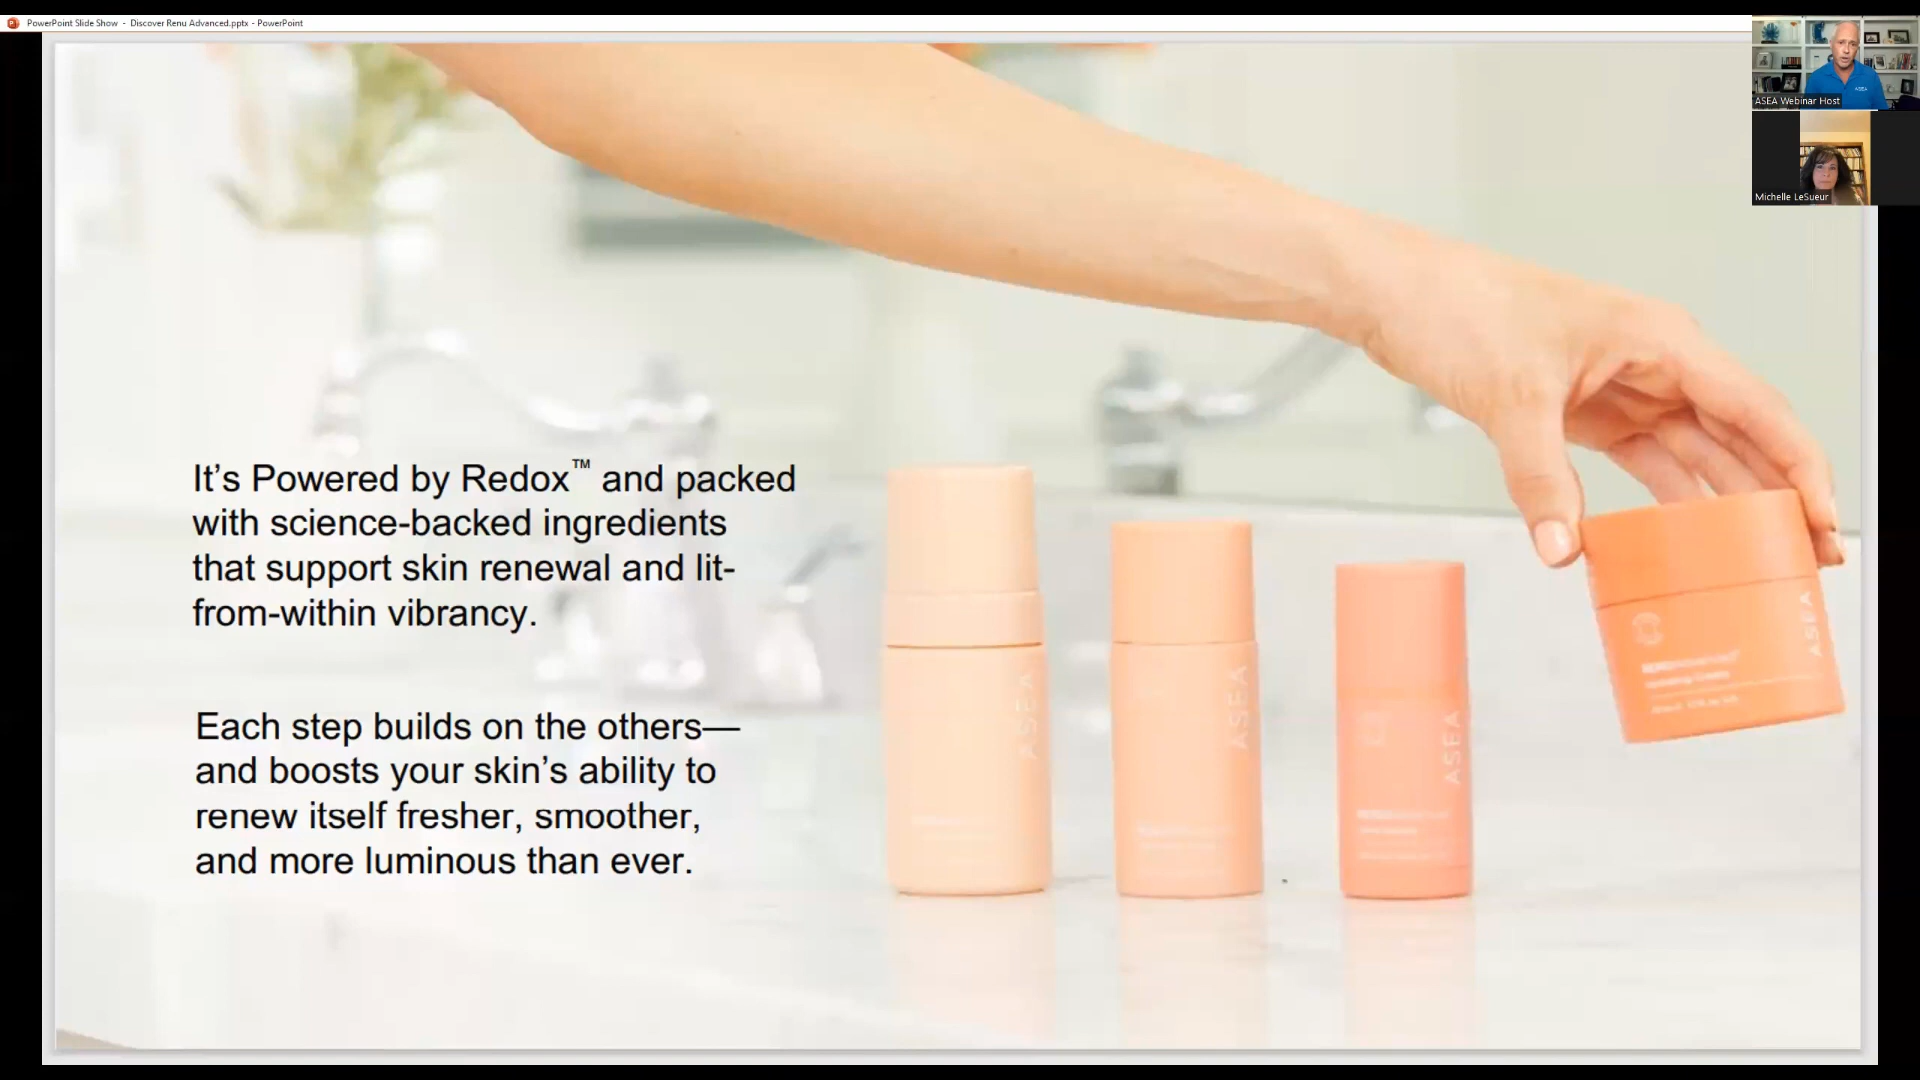 PowerPoint Slide Show - Discover Renu Advanced.pptx - PowerPoint
ASEA
ASEA Webinar Host
Michelle LeSueur
It’s Powered by Redox™ and packed
with science-backed ingredients
that support skin renewal and lit-
from-within vibrancy.
Each step builds on the others—
and boosts your skin’s ability to
renew itself fresher, smoother,
and more luminous than ever.
ASEA
ASEA
ASEA
ASEA